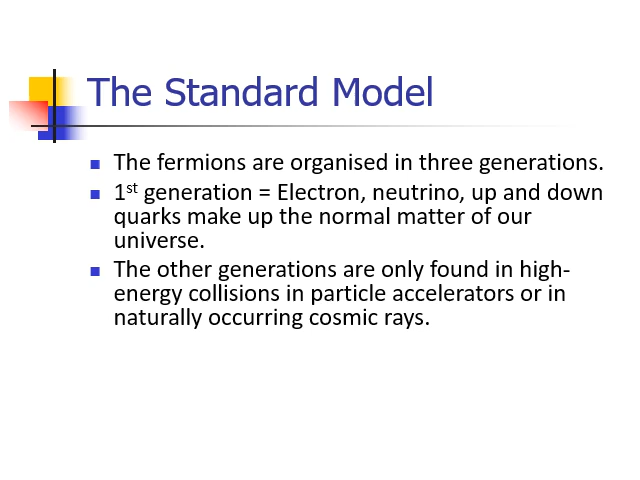 The Standard Model
The fermions are organised in three generations.
1st generation = Electron, neutrino, up and down
quarks make up the normal matter of our
universe.
The other generations are only found in high-
energy collisions in particle accelerators or in
naturally occurring cosmic rays.